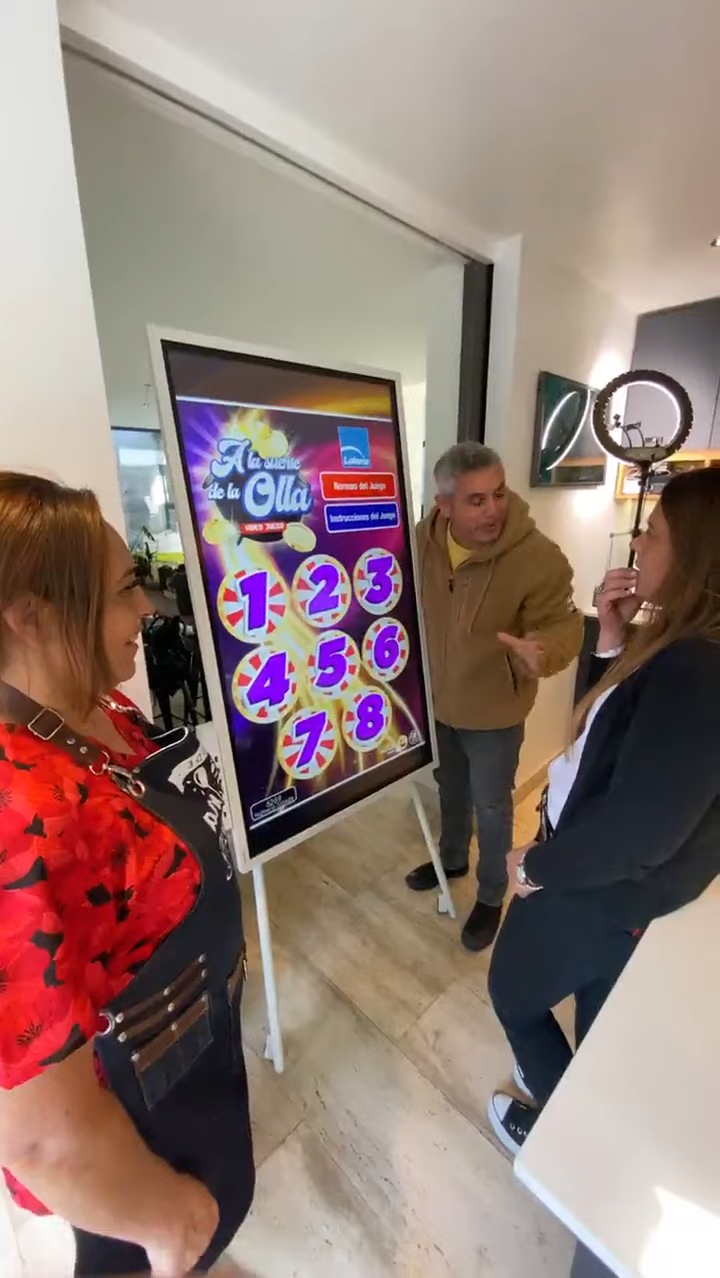 A la suerte
de la Olla
VIDEO JUEGO
Lotería
Normas del Juego
Instrucciones del Juego
1 2 3
4 5 6
7 8